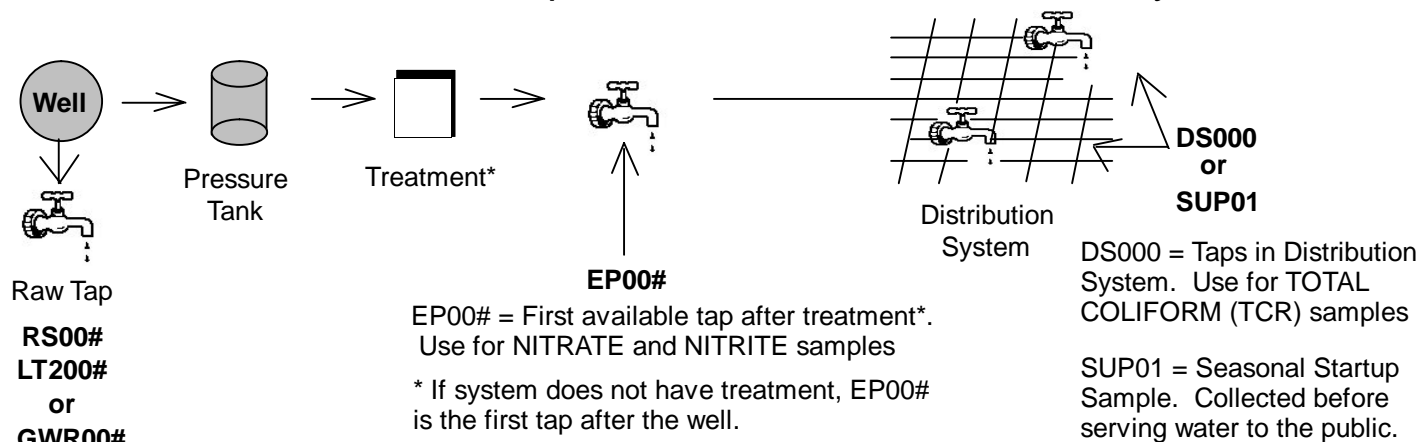 Well
Pressure
Tank
Treatment*
Raw Tap
RS00#
LT200#
or
GWR00#
EP00#
EP00# = First available tap after treatment*.
Use for NITRATE and NITRITE samples
* If system does not have treatment, EP00#
is the first tap after the well.
Distribution
System
DS000
or
SUP01
DS000 = Taps in Distribution
System. Use for TOTAL
COLIFORM (TCR) samples
SUP01 = Seasonal Startup
Sample. Collected before
serving water to the public.